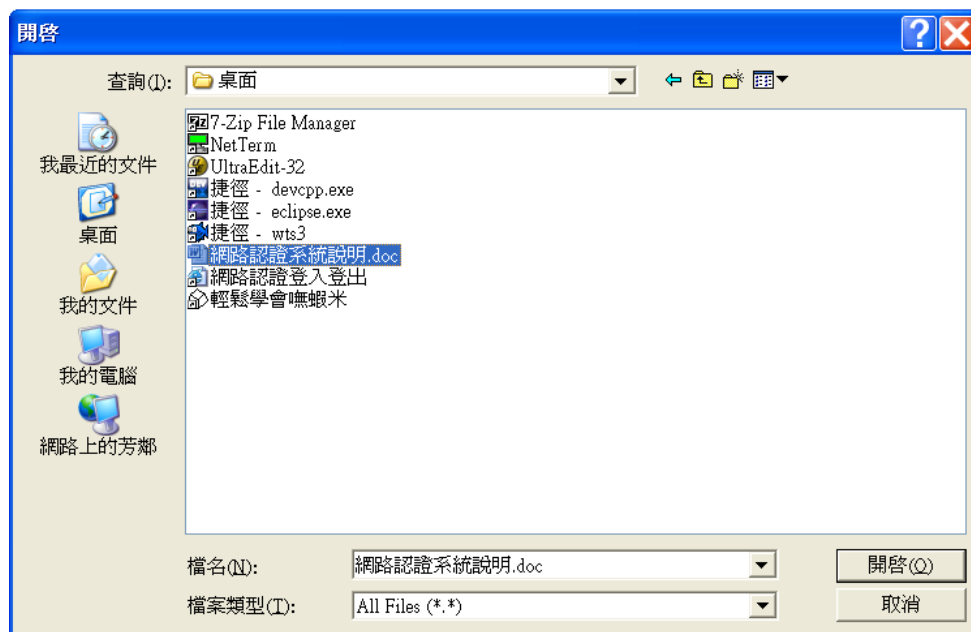 開啓
查詢(I):
桌面
我最近的文件
桌面
我的文件
我的電腦
網路上的芳鄰
7-Zip File Manager
NetTerm
UltraEdit-32
捷徑 - devcpp.exe
捷徑 - eclipse.exe
捷徑 - wts3
網路認證系統說明.doc
網路認證登入登出
輕鬆學會嘸蝦米
檔名(N):
網路認證系統說明.doc
開啓(O)
檔案類型(T):
All Files (*.*)
取消